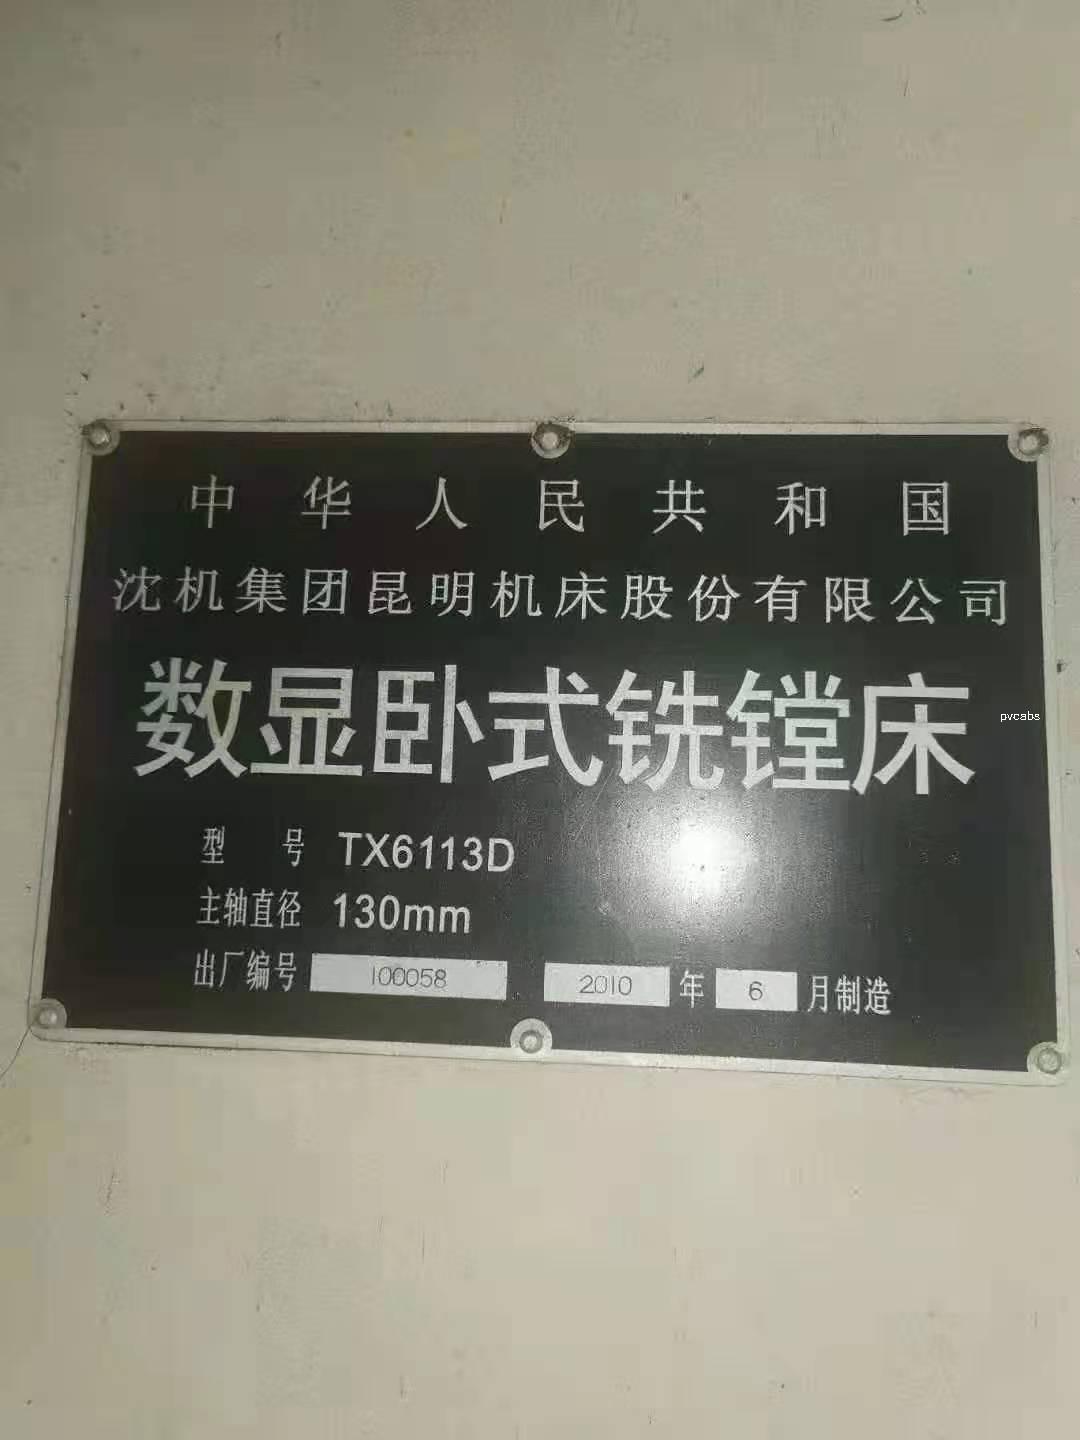 中华人民共和国
沈机集团昆明机床股份有限公司
数显卧式铣镗床
pvcabs
型号 TX6113D
主轴直径 130mm
出厂编号 100058 2010 年 6 月制造